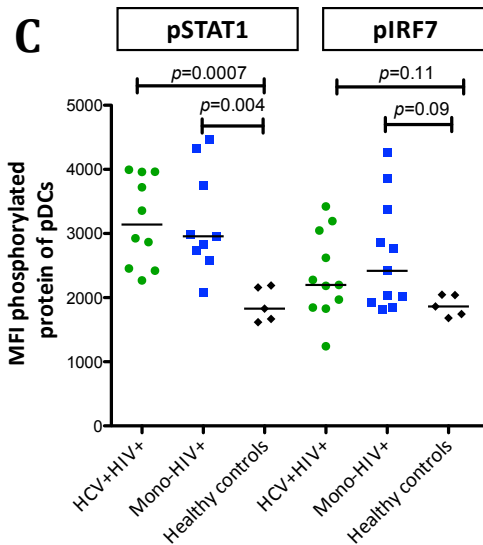 C
pSTAT1 pIRF7
p=0.0007 p=0.11
p=0.004 p=0.09
MFI phosphorylated
protein of pDCs
5000
4000
3000
2000
1000
0
HCV+HIV+ Mono-HIV+ Healthy controls HCV+HIV+ Mono-HIV+ Healthy controls